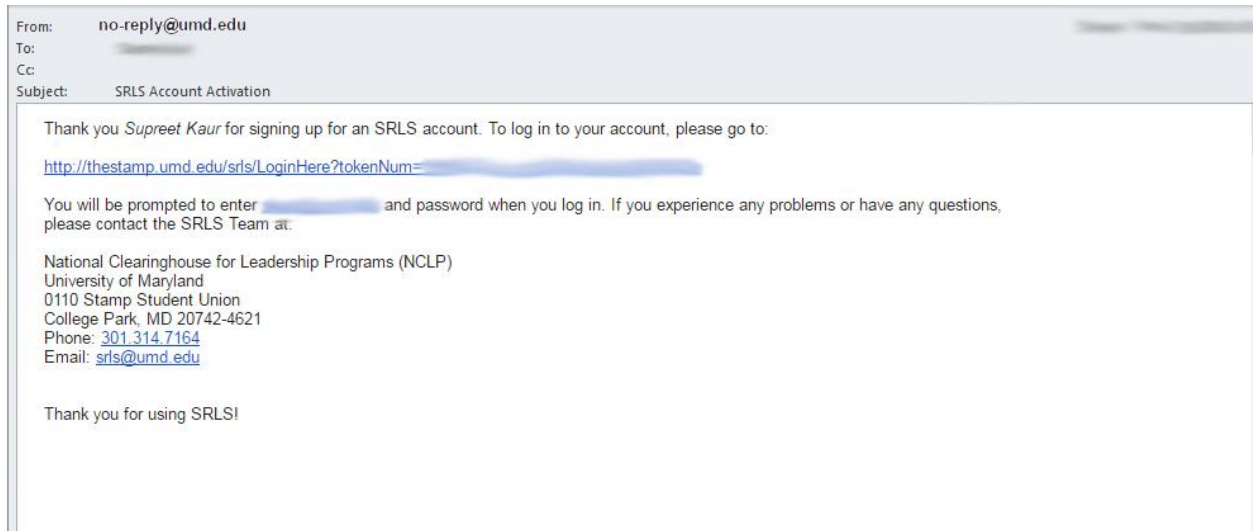 From: no-reply@umd.edu
To:
Cc:
Subject: SRLS Account Activation
Thank you Supreet Kaur for signing up for an SRLS account. To log in to your account, please go to:
http://thestamp.umd.edu/srls/LoginHere?tokenNum=
You will be prompted to enter and password when you log in. If you experience any problems or have any questions,
please contact the SRLS Team at:
National Clearinghouse for Leadership Programs (NCLP)
University of Maryland
0110 Stamp Student Union
College Park, MD 20742-4621
Phone: 301.314.7164
Email: srls@umd.edu
Thank you for using SRLS!